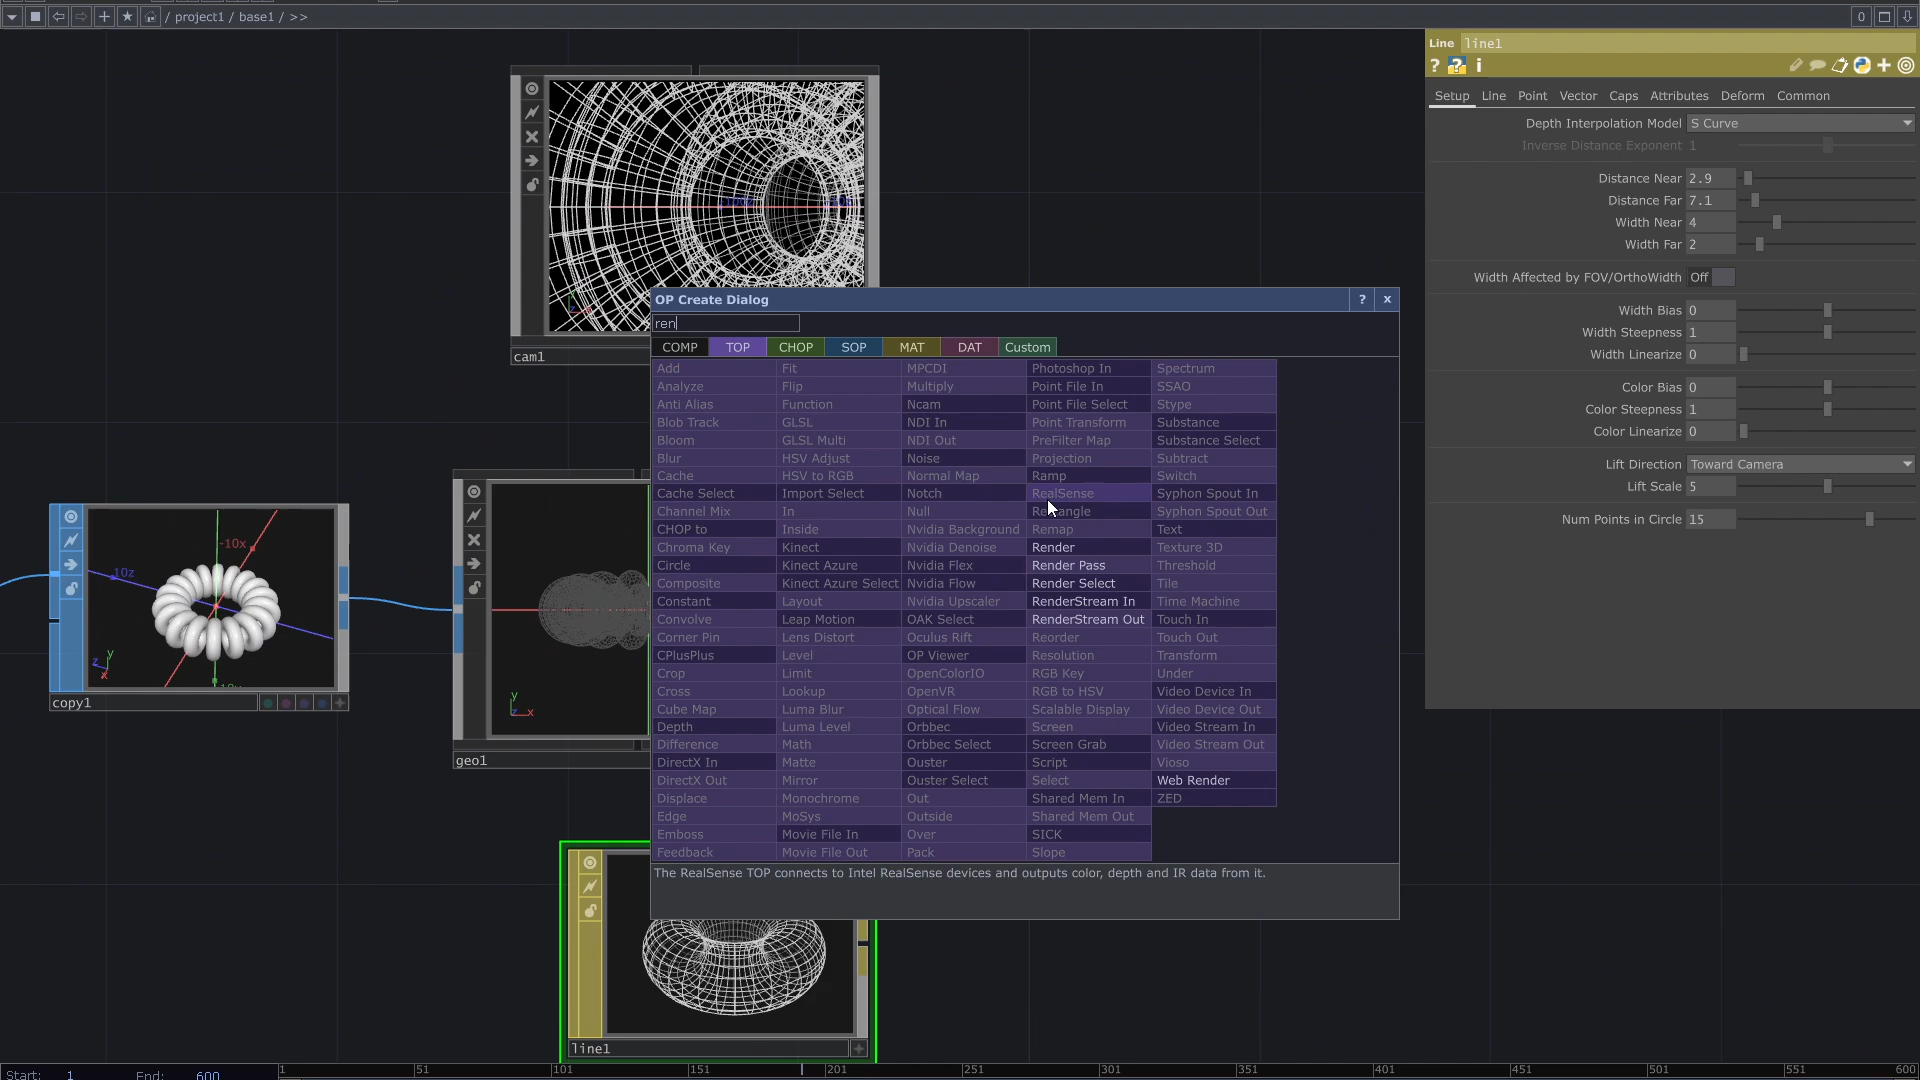 / project1 / base1 / >>
0
Line line1
? ? i
Setup Line Point Vector Caps Attributes Deform Common
Depth Interpolation Model S Curve
Inverse Distance Exponent 1
Distance Near 2.9
Distance Far 7.1
Width Near 4
Width Far 2
Width Affected by FOV/OrthoWidth Off
Width Bias 0
Width Steepness 1
Width Linearize 0
Color Bias 0
Color Steepness 1
Color Linearize 0
Lift Direction Toward Camera
Lift Scale 5
Num Points in Circle 15
cam1
OP Create Dialog ? x
ren
COMP TOP CHOP SOP MAT DAT Custom
Add Fit MPCDI Photoshop In Spectrum
Analyze Flip Multiply Point File In SSAO
Anti Alias Function Ncam Point File Select Stype
Blob Track GLSL NDI In Point Transform Substance
Bloom GLSL Multi NDI Out PreFilter Map Substance Select
Blur HSV Adjust Noise Projection Subtract
Cache HSV to RGB Normal Map Ramp Switch
Cache Select Import Select Notch RealSense Syphon Spout In
Channel Mix In Null Rectangle Syphon Spout Out
CHOP to Inside Nvidia Background Remap Text
Chroma Key Kinect Nvidia Denoise Render Texture 3D
Circle Kinect Azure Nvidia Flex Render Pass Threshold
Composite Kinect Azure Select Nvidia Flow Render Select Tile
Constant Layout Nvidia Upscaler RenderStream In Time Machine
Convolve Leap Motion OAK Select RenderStream Out Touch In
Corner Pin Lens Distort Oculus Rift Reorder Touch Out
CPlusPlus Level OP Viewer Resolution Transform
Crop Limit OpenColorIO RGB Key Under
Cross Lookup OpenVR RGB to HSV Video Device In
Cube Map Luma Blur Optical Flow Scalable Display Video Device Out
Depth Luma Level Orbbec Screen Video Stream In
Difference Math Orbbec Select Screen Grab Video Stream Out
DirectX In Matte Ouster Script Vioso
DirectX Out Mirror Ouster Select Select Web Render
Displace Monochrome Out Shared Mem In ZED
Edge MoSys Outside Shared Mem Out
Emboss Movie File In Over SICK
Feedback Movie File Out Pack Slope
The RealSense TOP connects to Intel RealSense devices and outputs color, depth and IR data from it.
-10x
10z
y
z
x
copy1
y
z x
geo1
line1
Start: 1 End: 600
1 51 101 151 201 251 301 351 401 451 501 551 600